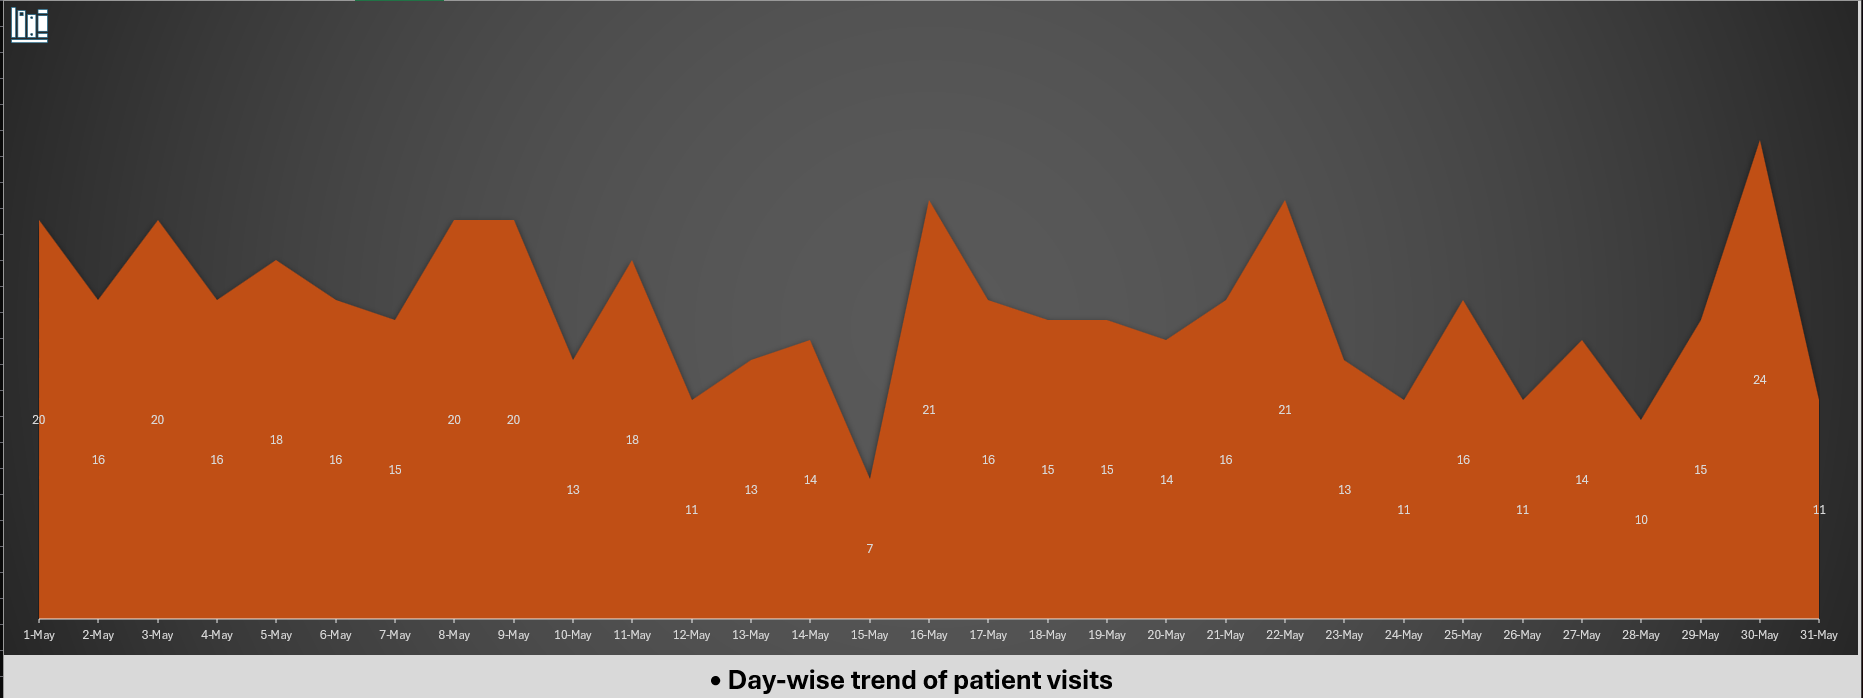 20 16 20 16 18 16 15 20 20 13 18 11 13 14 7 21 16 15 15 14 16 21 13 11 16 11 14 10 15 24 11
1-May 2-May 3-May 4-May 5-May 6-May 7-May 8-May 9-May 10-May 11-May 12-May 13-May 14-May 15-May 16-May 17-May 18-May 19-May 20-May 21-May 22-May 23-May 24-May 25-May 26-May 27-May 28-May 29-May 30-May 31-May
• Day-wise trend of patient visits